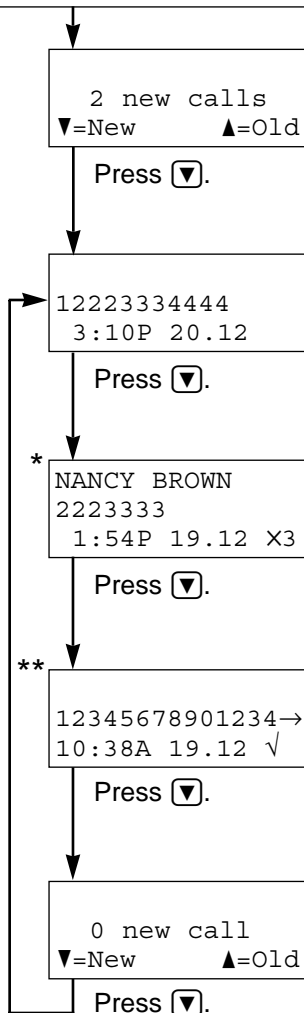 2 new calls
▼=New ▲=Old
Press ▼.
12223334444
3:10P 20.12
Press ▼.
*
NANCY BROWN
2223333
1:54P 19.12 ×3
Press ▼.
**
12345678901234→
10:38A 19.12 √
Press ▼.
0 new call
▼=New ▲=Old
Press ▼.